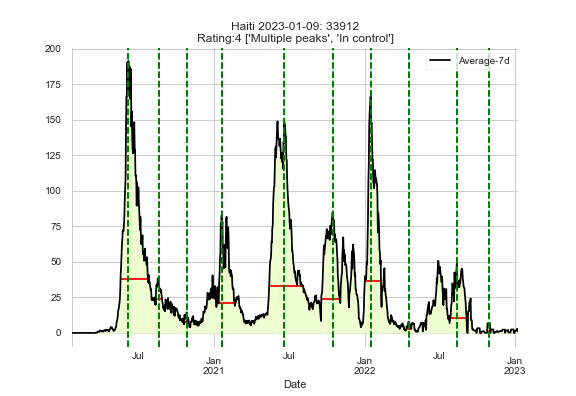 Haiti 2023-01-09: 33912
Rating:4 ['Multiple peaks', 'In control']
Average-7d
200
175
150
125
100
75
50
25
0
Jul
Jan
2021
Jul
Jan
2022
Jul
Jan
2023
Date